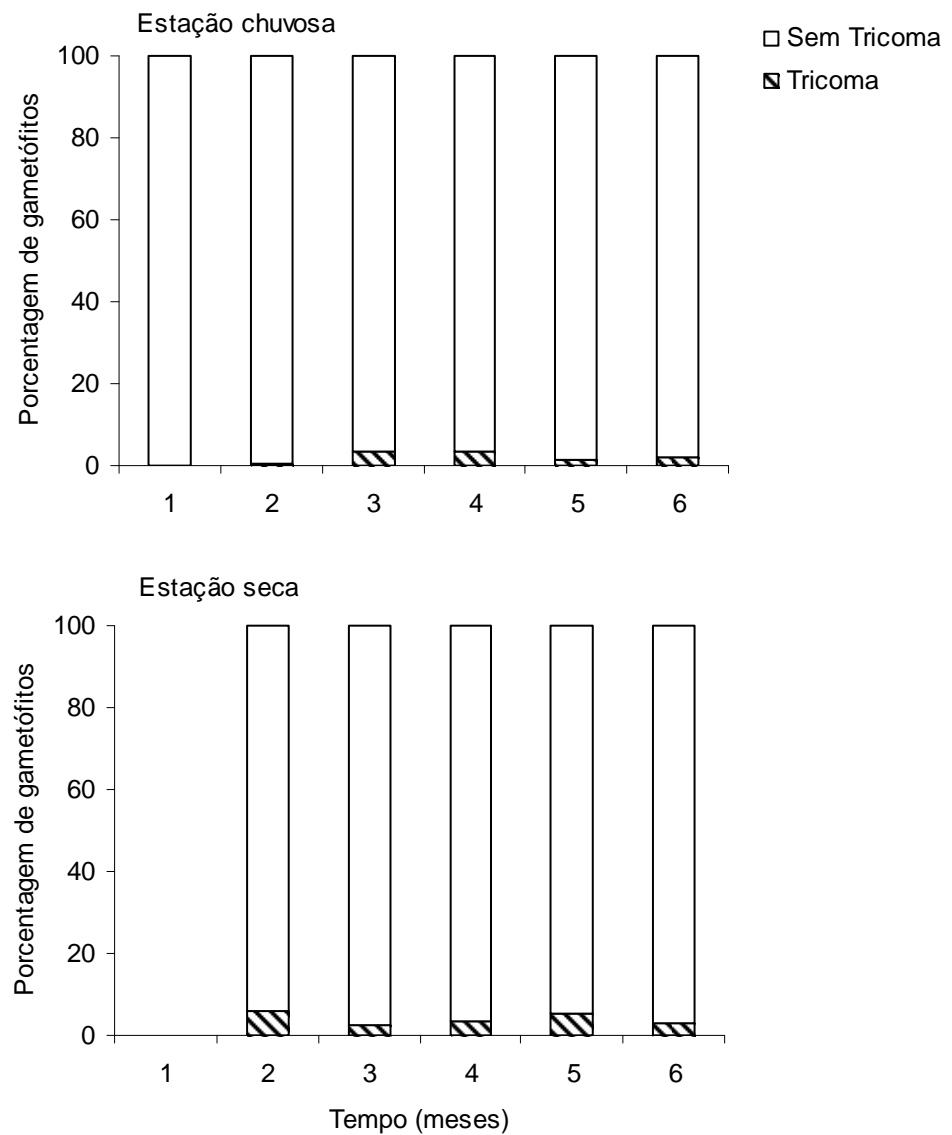 Estação chuvosa
Sem Tricoma
Tricoma
Porcentagem de gametófitos
100
80
60
40
20
0
1 2 3 4 5 6
Estação seca
Porcentagem de gametófitos
100
80
60
40
20
0
1 2 3 4 5 6
Tempo (meses)